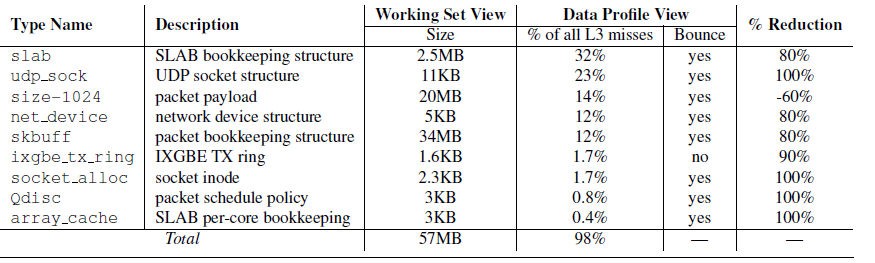 Type Name Description Working Set View Data Profile View % Reduction
Size % of all L3 misses Bounce
slab SLAB bookkeeping structure 2.5MB 32% yes 80%
udp_sock UDP socket structure 11KB 23% yes 100%
size-1024 packet payload 20MB 14% yes -60%
net_device network device structure 5KB 12% yes 80%
skbuff packet bookkeeping structure 34MB 12% yes 80%
ixgbe_tx_ring IXGBE TX ring 1.6KB 1.7% no 90%
socket_alloc socket inode 2.3KB 1.7% yes 100%
Qdisc packet schedule policy 3KB 0.8% yes 100%
array_cache SLAB per-core bookkeeping 3KB 0.4% yes 100%
Total 57MB 98% — —